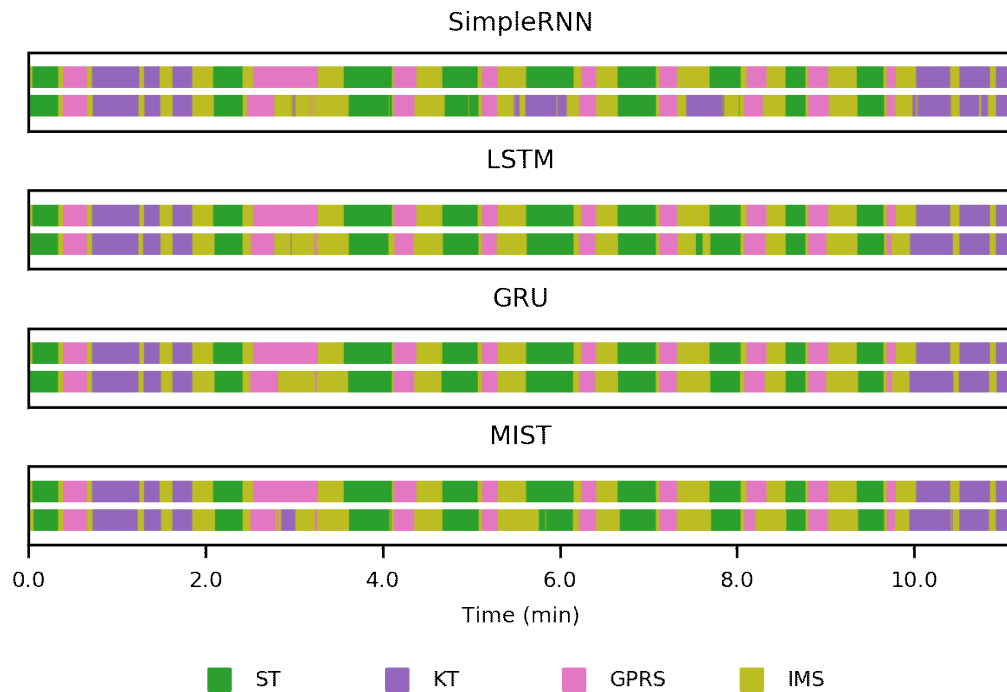 SimpleRNN
LSTM
GRU
MIST
0.0 2.0 4.0 6.0 8.0 10.0
Time (min)
ST KT GPRS IMS